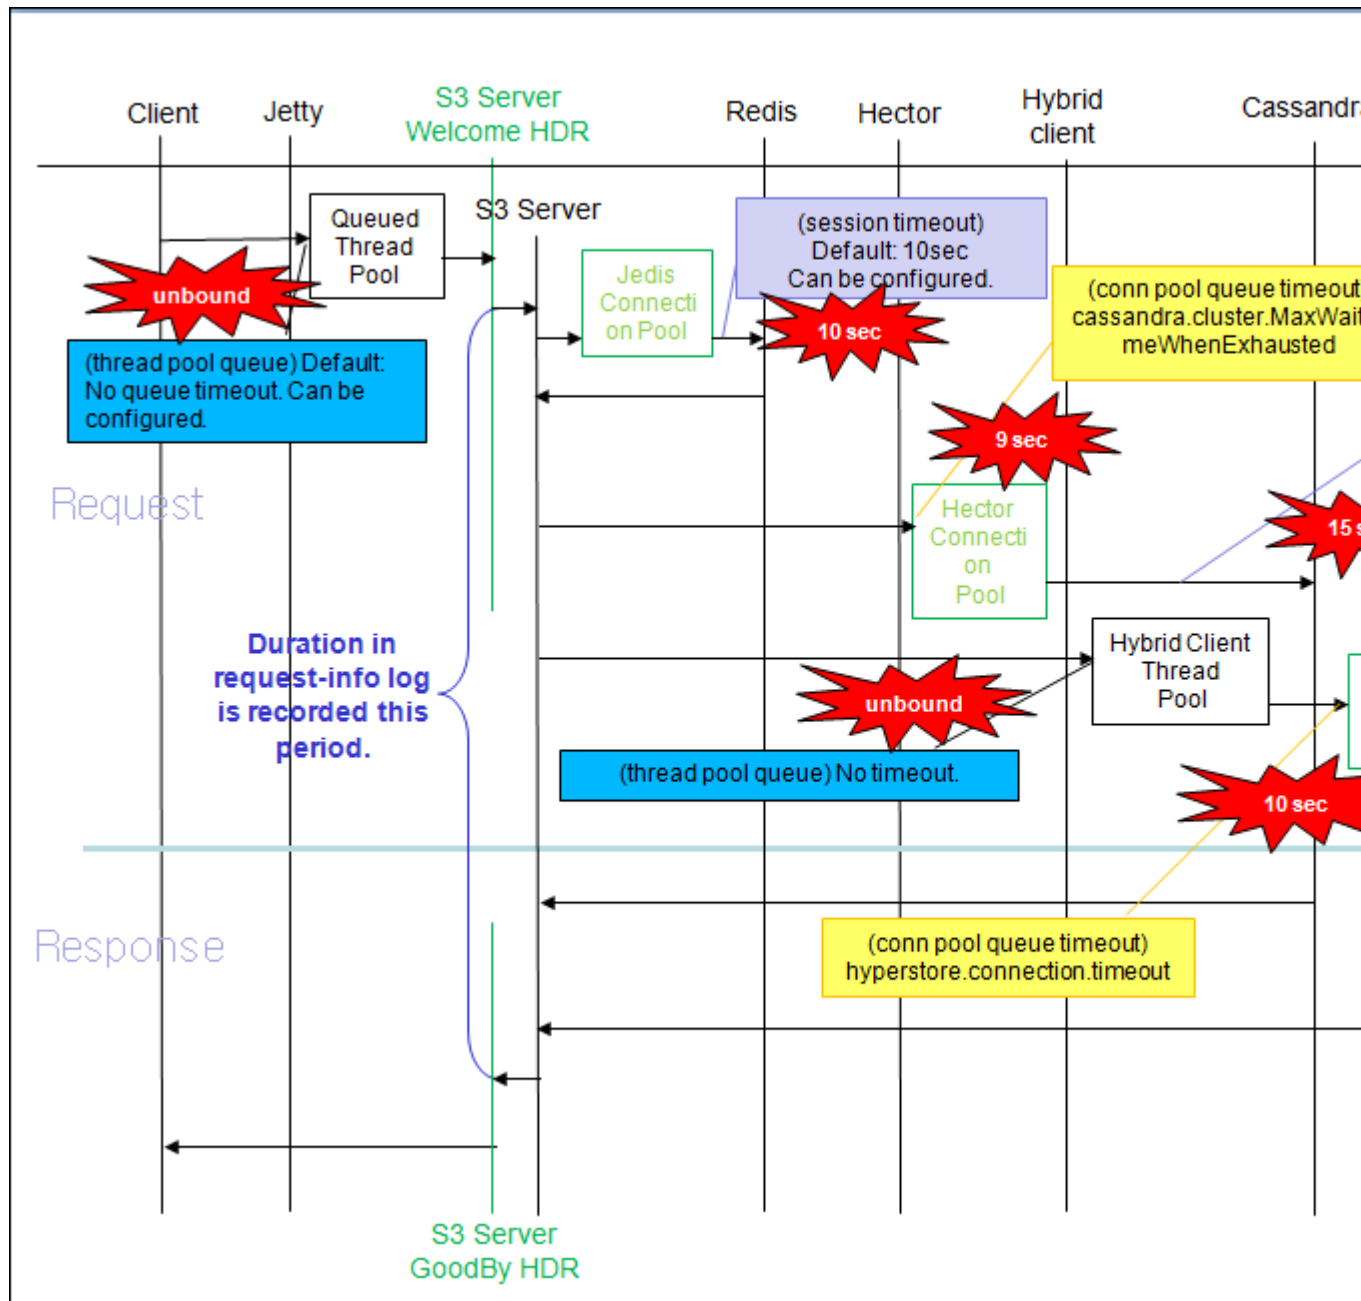 Client
Jetty
S3 Server
Welcome HDR
Redis
Hector
Hybrid
client
Cassandra
S3 Server
Queued
Thread
Pool
(session timeout)
Default: 10sec
Can be configured.
Jedis
Connecti
on Pool
unbound
10 sec
(conn pool queue timeout
cassandra.cluster.MaxWait
meWhenExhausted
(thread pool queue) Default:
No queue timeout. Can be
configured.
9 sec
Request
Hector
Connecti
on
Pool
15 s
Duration in
request-info log
is recorded this
period.
Hybrid Client
Thread
Pool
unbound
(thread pool queue) No timeout.
10 sec
Response
(conn pool queue timeout)
hyperstore.connection.timeout
S3 Server
GoodBy HDR